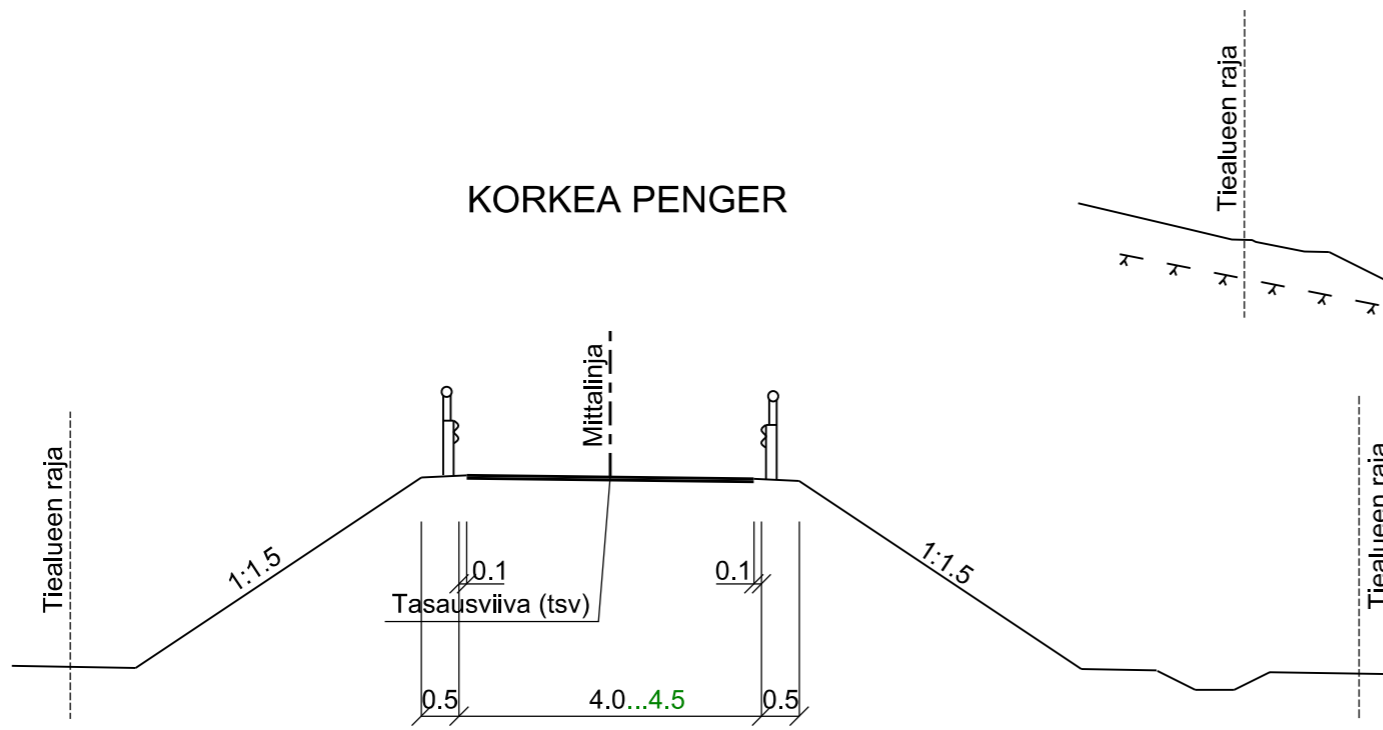 Tiealueen raja
KORKEA PENGER
Mittalinja
Tiealueen raja
Tiealueen raja
1:1.5
1:1.5
0.1
0.1
Tasausviiva (tsv)
0.5
4.0...4.5
0.5